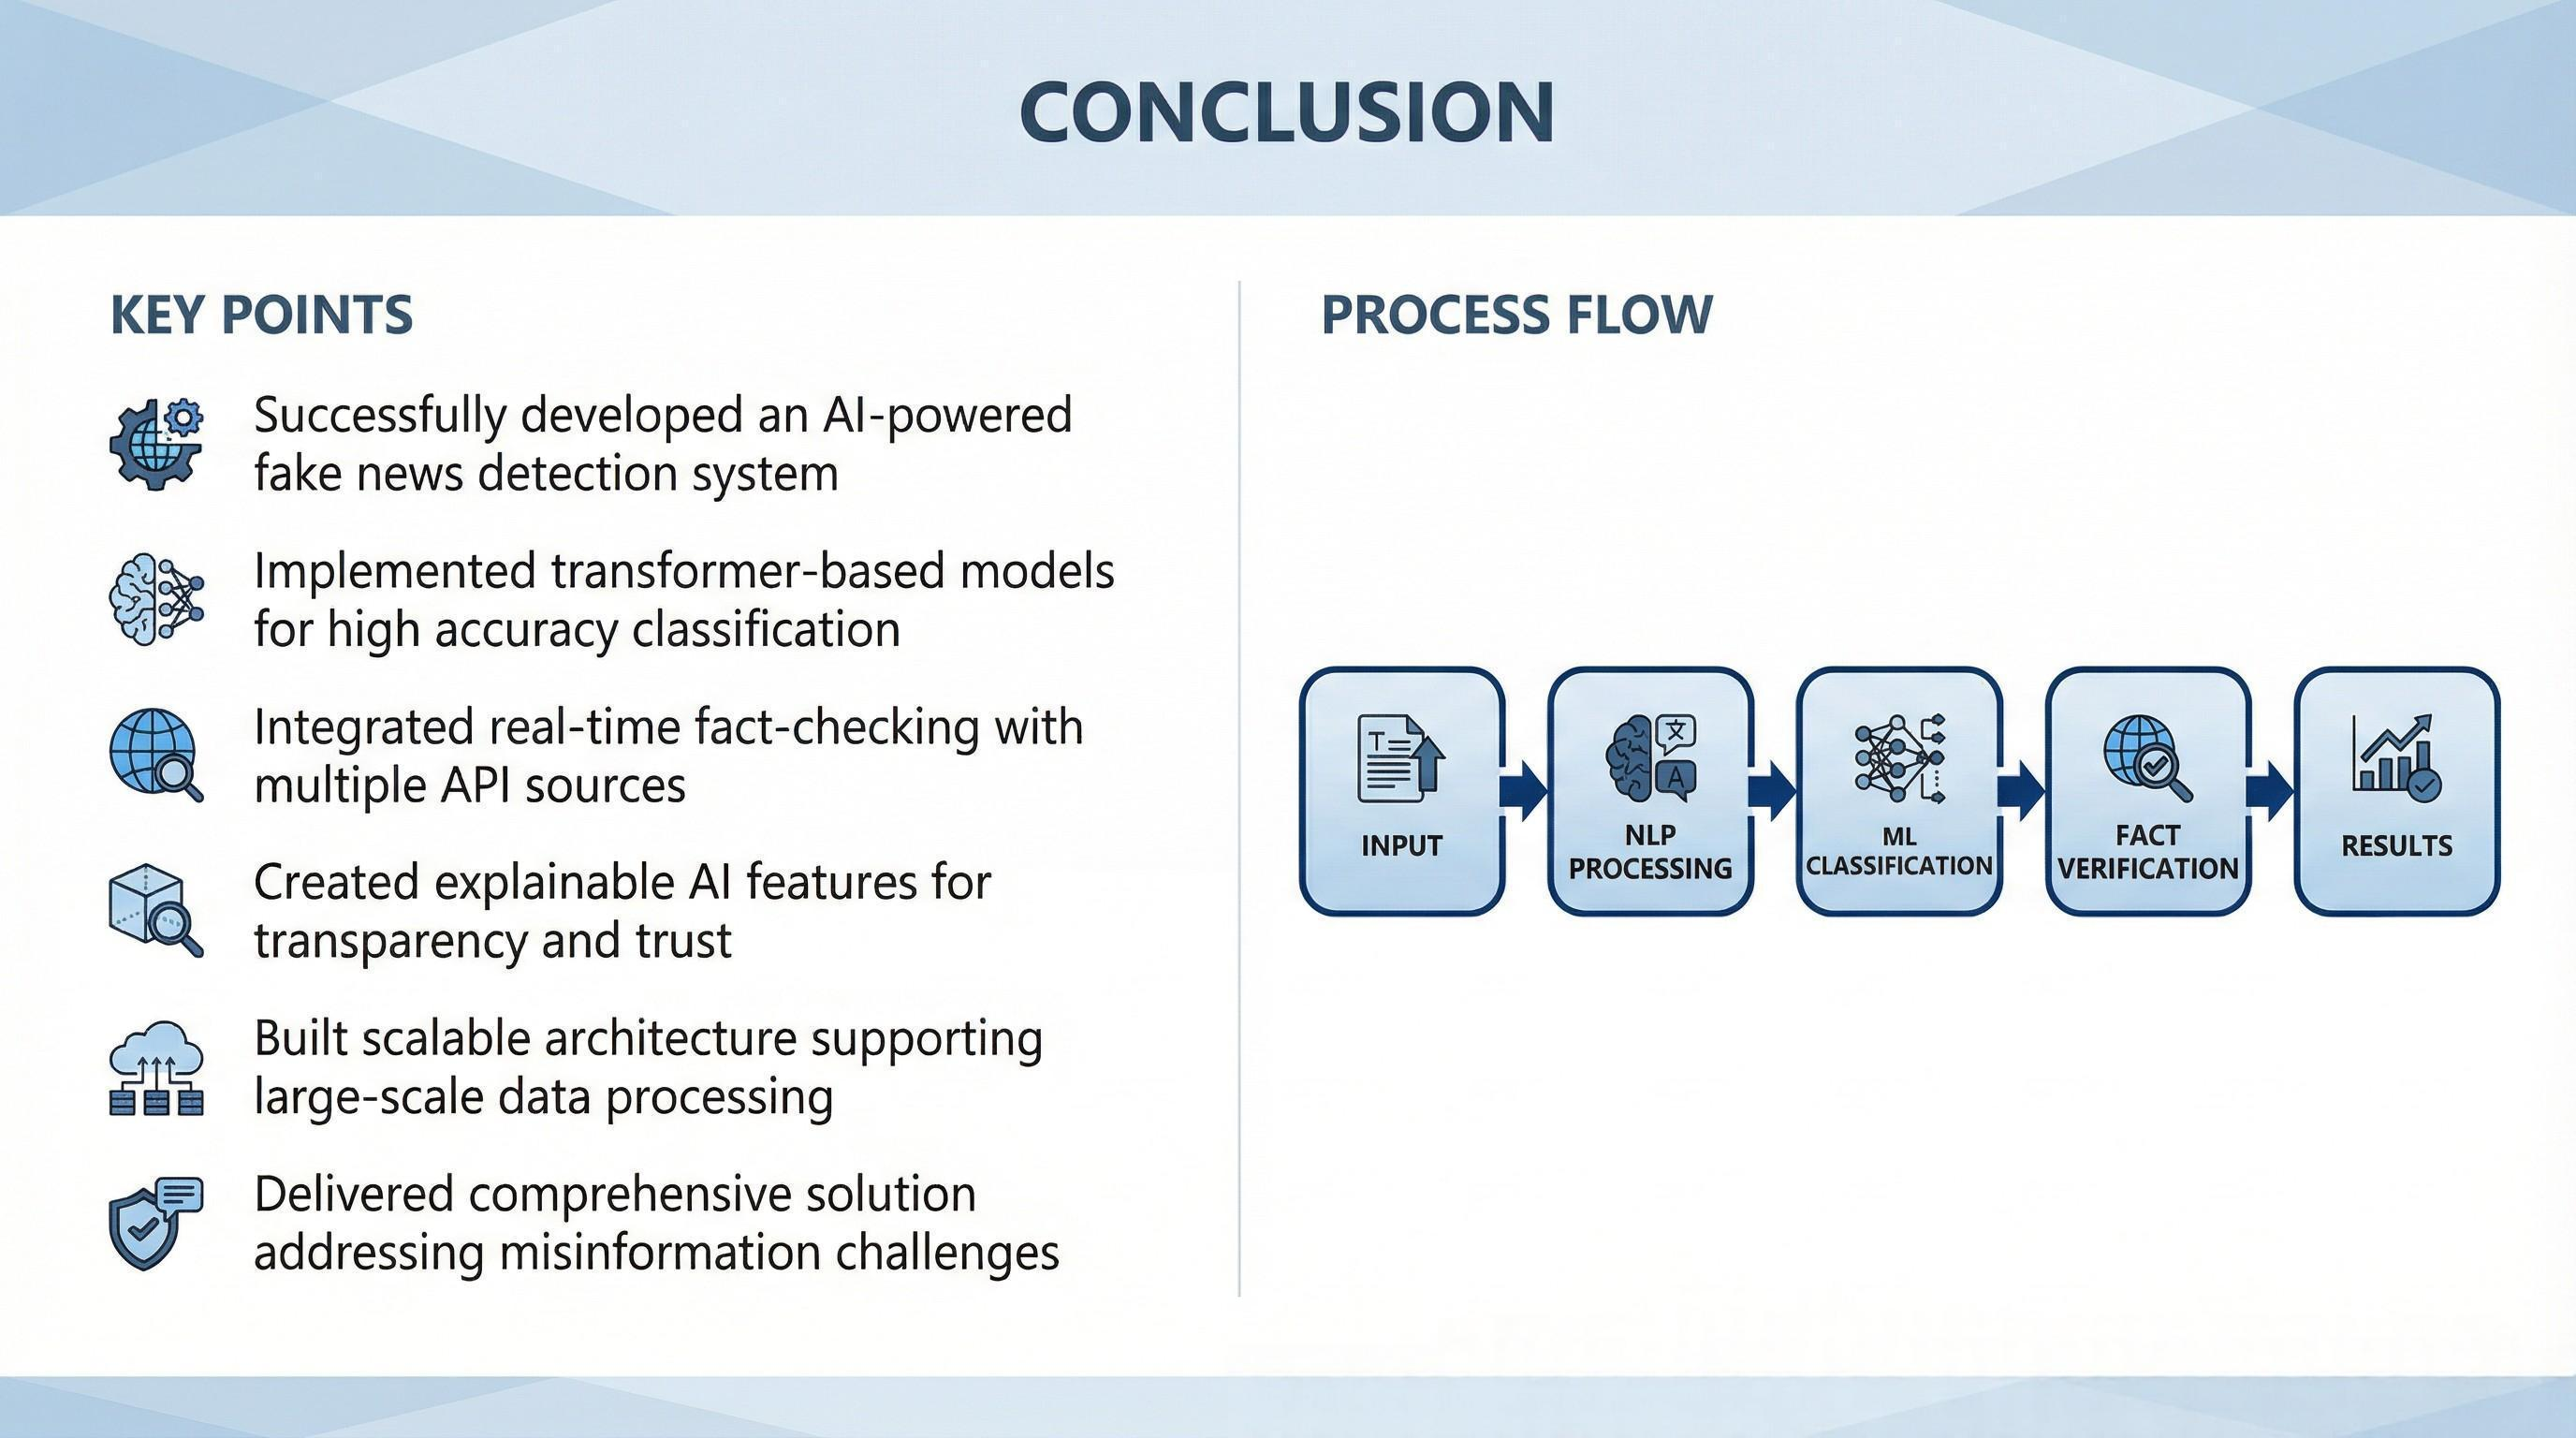 CONCLUSION
KEY POINTS
Successfully developed an AI-powered
fake news detection system
Implemented transformer-based models
for high accuracy classification
Integrated real-time fact-checking with
multiple API sources
Created explainable AI features for
transparency and trust
Built scalable architecture supporting
large-scale data processing
Delivered comprehensive solution
addressing misinformation challenges
PROCESS FLOW
T
INPUT
文
A
NLP
PROCESSING
ML
CLASSIFICATION
FACT
VERIFICATION
RESULTS